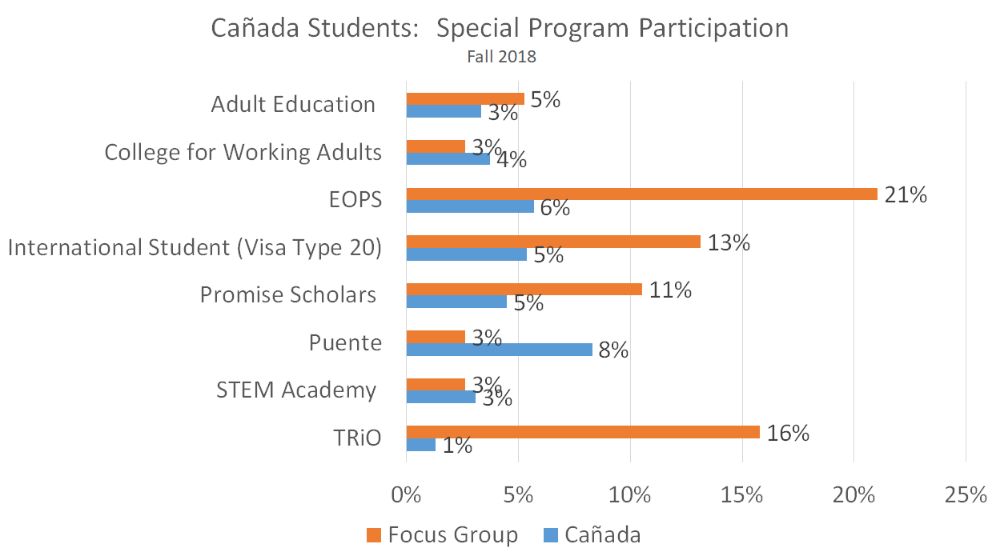 Cañada Students:  Special Program Participation
Fall 2018
Adult Education
5%
3%
College for Working Adults
3%
4%
EOPS
21%
6%
International Student (Visa Type 20)
13%
5%
Promise Scholars
11%
5%
Puente
3%
8%
STEM Academy
3%
3%
TRiO
16%
1%
0% 5% 10% 15% 20% 25%
Focus Group Cañada